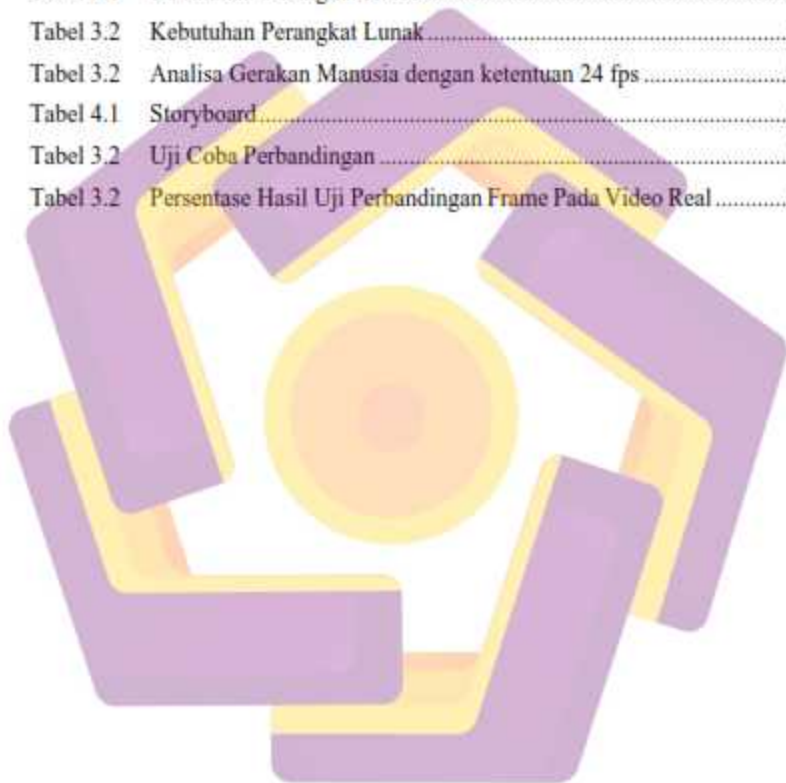 Tabel 3.2 Kebutuhan Perangkat Lunak
Tabel 3.2 Analisa Gerakan Manusia dengan ketentuan 24 fps
Tabel 4.1 Storyboard
Tabel 3.2 Uji Coba Perbandingan
Tabel 3.2 Persentase Hasil Uji Perbandingan Frame Pada Video Real